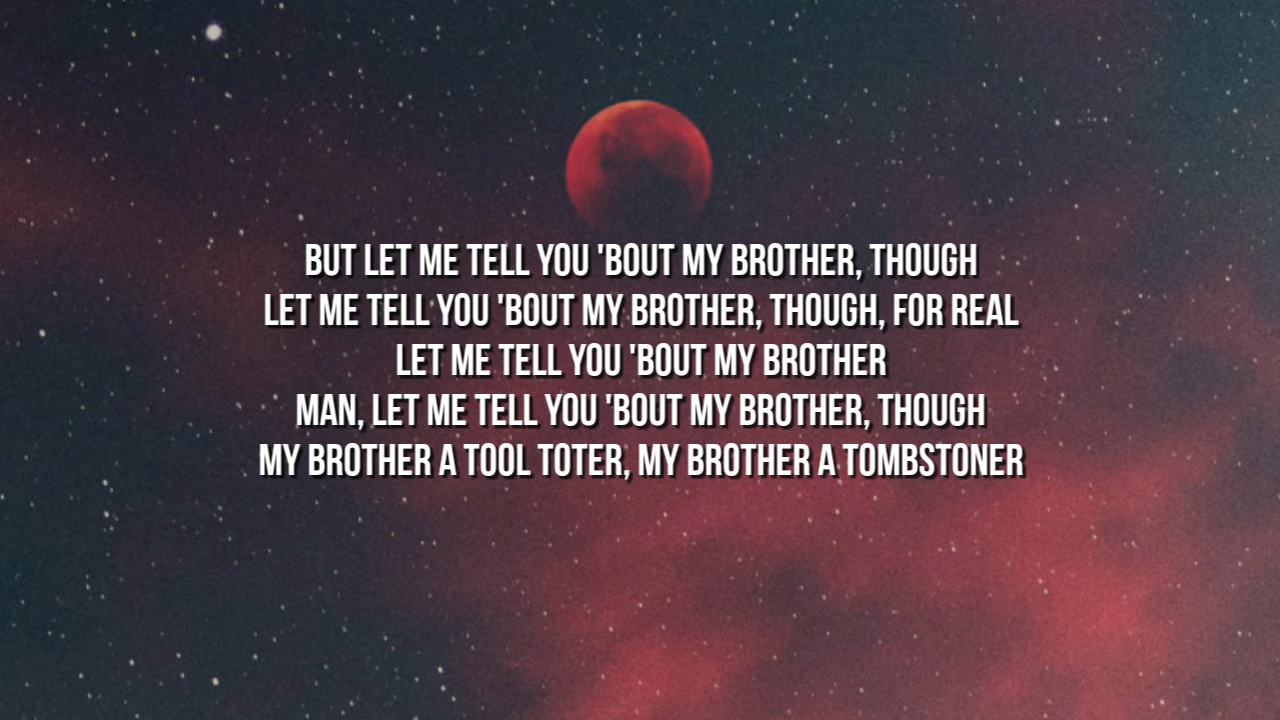 BUT LET ME TELL YOU 'BOUT MY BROTHER, THOUGH
LET ME TELL YOU 'BOUT MY BROTHER, THOUGH, FOR REAL
LET ME TELL YOU 'BOUT MY BROTHER
MAN, LET ME TELL YOU 'BOUT MY BROTHER, THOUGH
MY BROTHER A TOOL TOTER, MY BROTHER A TOMBSTONER